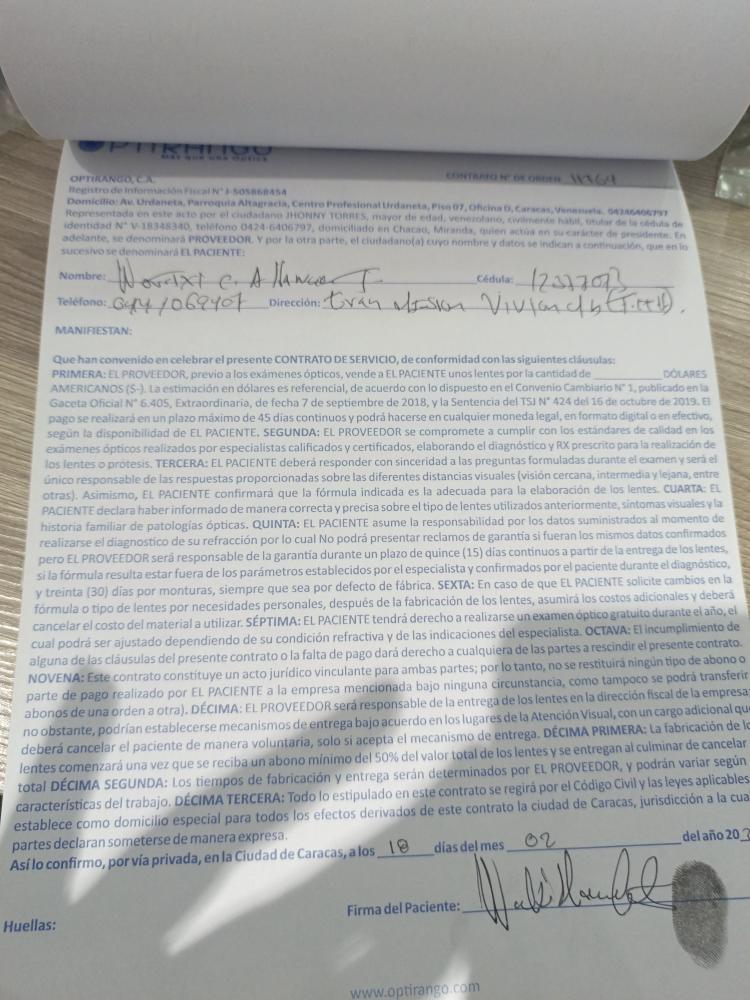 OPTIRANGO
MÁS QUE UNA ÓPTICA
OPTIRANGO, C.A.
CONTRATO N° DE ORDEN
Registro de Información Fiscal N° J-505868454
Domicilio: Av. Urdaneta, Parroquia Altagracia, Centro Profesional Urdaneta, Piso 07, Oficina D, Caracas, Venezuela. 04246406797
Representada en este acto por el ciudadano JHONNY TORRES, mayor de edad, venezolano, civilmente hábil, titular de la cédula de
identidad N° V-18348340, teléfono 0424-6406797, domiciliado en Chacao, Miranda, quien actúa en su carácter de presidente. En
adelante, se denominará PROVEEDOR. Y por la otra parte, el ciudadano(a) cuyo nombre y datos se indican a continuación, que en lo
sucesivo se denominará EL PACIENTE:
Nombre: Cédula:
Teléfono: Dirección: Gran Mision Vivienda
MANIFIESTAN:
Que han convenido en celebrar el presente CONTRATO DE SERVICIO, de conformidad con las siguientes cláusulas:
PRIMERA: EL PROVEEDOR, previo a los exámenes ópticos, vende a EL PACIENTE unos lentes por la cantidad de DÓLARES
AMERICANOS ($-). La estimación en dólares es referencial, de acuerdo con lo dispuesto en el Convenio Cambiario N° 1, publicado en la
Gaceta Oficial N° 6.405, Extraordinaria, de fecha 7 de septiembre de 2018, y la Sentencia del TSJ N° 424 del 16 de octubre de 2019. El
pago se realizará en un plazo máximo de 45 días continuos y podrá hacerse en cualquier moneda legal, en formato digital o en efectivo,
según la disponibilidad de EL PACIENTE. SEGUNDA: EL PROVEEDOR se compromete a cumplir con los estándares de calidad en los
exámenes ópticos realizados por especialistas calificados y certificados, elaborando el diagnóstico y RX prescrito para la realización de
los lentes o prótesis. TERCERA: EL PACIENTE deberá responder con sinceridad a las preguntas formuladas durante el examen y será el
único responsable de las respuestas proporcionadas sobre las diferentes distancias visuales (visión cercana, intermedia y lejana, entre
otras). Asimismo, EL PACIENTE confirmará que la fórmula indicada es la adecuada para la elaboración de los lentes. CUARTA: EL
PACIENTE declara haber informado de manera correcta y precisa sobre el tipo de lentes utilizados anteriormente, síntomas visuales y la
historia familiar de patologías ópticas. QUINTA: EL PACIENTE asume la responsabilidad por los datos suministrados al momento de
realizarse el diagnostico de su refracción por lo cual No podrá presentar reclamos de garantía si fueran los mismos datos confirmados
pero EL PROVEEDOR será responsable de la garantía durante un plazo de quince (15) días continuos a partir de la entrega de los lentes,
si la fórmula resulta estar fuera de los parámetros establecidos por el especialista y confirmados por el paciente durante el diagnóstico,
y treinta (30) días por monturas, siempre que sea por defecto de fábrica. SEXTA: En caso de que EL PACIENTE solicite cambios en la
fórmula o tipo de lentes por necesidades personales, después de la fabricación de los lentes, asumirá los costos adicionales y deberá
cancelar el costo del material a utilizar. SÉPTIMA: EL PACIENTE tendrá derecho a realizarse un examen óptico gratuito durante el año, el
cual podrá ser ajustado dependiendo de su condición refractiva y de las indicaciones del especialista. OCTAVA: El incumplimiento de
alguna de las cláusulas del presente contrato o la falta de pago dará derecho a cualquiera de las partes a rescindir el presente contrato.
NOVENA: Este contrato constituye un acto jurídico vinculante para ambas partes; por lo tanto, no se restituirá ningún tipo de abono o
parte de pago realizado por EL PACIENTE a la empresa mencionada bajo ninguna circunstancia, como tampoco se podrá transferir
abonos de una orden a otra). DÉCIMA: EL PROVEEDOR será responsable de la entrega de los lentes en la dirección fiscal de la empresa
no obstante, podrían establecerse mecanismos de entrega bajo acuerdo en los lugares de la Atención Visual, con un cargo adicional que
deberá cancelar el paciente de manera voluntaria, solo si acepta el mecanismo de entrega. DÉCIMA PRIMERA: La fabricación de lo
lentes comenzará una vez que se reciba un abono mínimo del 50% del valor total de los lentes y se entregan al culminar de cancelar
total DÉCIMA SEGUNDA: Los tiempos de fabricación y entrega serán determinados por EL PROVEEDOR, y podrán variar según
características del trabajo. DÉCIMA TERCERA: Todo lo estipulado en este contrato se regirá por el Código Civil y las leyes aplicables
establece como domicilio especial para todos los efectos derivados de este contrato la ciudad de Caracas, jurisdicción a la cua
partes declaran someterse de manera expresa.
Así lo confirmo, por vía privada, en la Ciudad de Caracas, a los 18 días del mes 02 del año 202
Firma del Paciente:
Huellas:
www.optirango.com